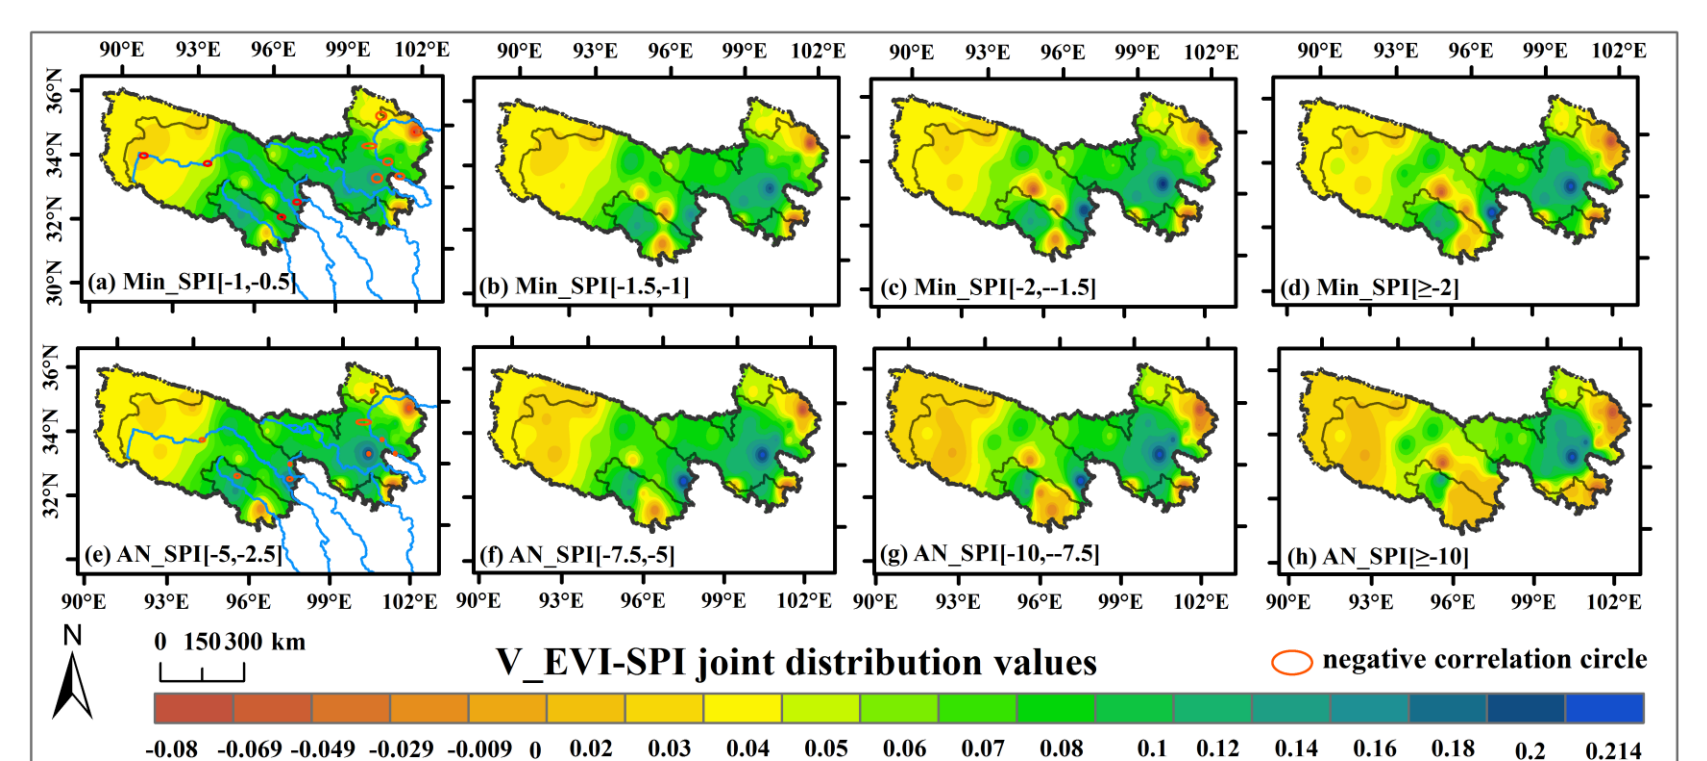 90°E 93°E 96°E 99°E 102°E 90°E 93°E 96°E 99°E 102°E 90°E 93°E 96°E 99°E 102°E 90°E 93°E 96°E 99°E 102°E
36°N
34°N
32°N
30°N
(a) Min_SPI[-1,-0.5] (b) Min_SPI[-1.5,-1] (c) Min_SPI[-2,--1.5] (d) Min_SPI[≥-2]
36°N
34°N
32°N
(e) AN_SPI[-5,-2.5] (f) AN_SPI[-7.5,-5] (g) AN_SPI[-10,--7.5] (h) AN_SPI[≥-10]
90°E 93°E 96°E 99°E 102°E 90°E 93°E 96°E 99°E 102°E 90°E 93°E 96°E 99°E 102°E 90°E 93°E 96°E 99°E 102°E
N
0 150 300 km
V_EVI-SPI joint distribution values
negative correlation circle
-0.08 -0.069 -0.049 -0.029 -0.009 0 0.02 0.03 0.04 0.05 0.06 0.07 0.08 0.1 0.12 0.14 0.16 0.18 0.2 0.214